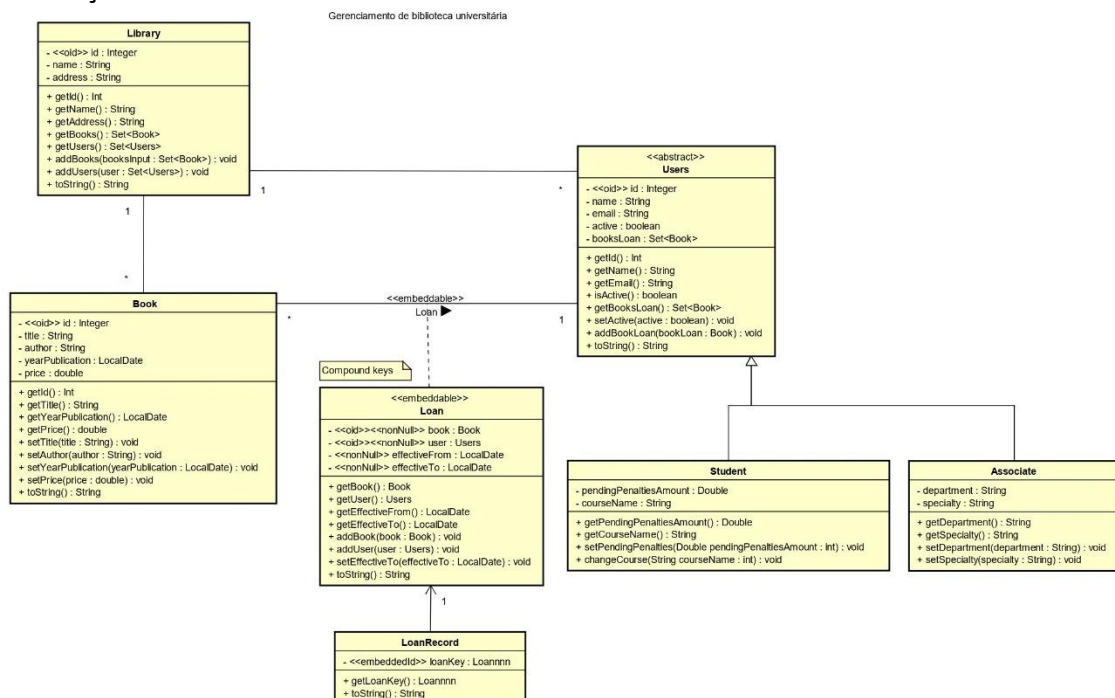 Gerenciamento de biblioteca universitária
Library
- <<oid>> id : Integer
- name : String
- address : String
+ getId() : Int
+ getName() : String
+ getAddress() : String
+ getBooks() : Set<Book>
+ getUsers() : Set<Users>
+ addBooks(booksInput : Set<Book>) : void
+ addUsers(user : Set<Users>) : void
+ toString() : String
1
*
1
*
<<abstract>>
Users
- <<oid>> id : Integer
- name : String
- email : String
- active : boolean
- booksLoan : Set<Book>
+ getId() : Int
+ getName() : String
+ getEmail() : String
+ isActive() : boolean
+ getBooksLoan() : Set<Book>
+ setActive(active : boolean) : void
+ addBookLoan(bookLoan : Book) : void
+ toString() : String
Book
- <<oid>> id : Integer
- title : String
- author : String
- yearPublication : LocalDate
- price : double
+ getId() : Int
+ getTitle() : String
+ getYearPublication() : LocalDate
+ getPrice() : double
+ setTitle(title : String) : void
+ setAuthor(author : String) : void
+ setYearPublication(yearPublication : LocalDate) : void
+ setPrice(price : double) : void
+ toString() : String
*
<<embeddable>>
Loan
1
Compound keys
<<embeddable>>
Loan
- <<oid>><<nonNull>> book : Book
- <<oid>><<nonNull>> user : Users
- <<nonNull>> effectiveFrom : LocalDate
- <<nonNull>> effectiveTo : LocalDate
+ getBook() : Book
+ getUser() : Users
+ getEffectiveFrom() : LocalDate
+ getEffectiveTo() : LocalDate
+ addBook(book : Book) : void
+ addUser(user : Users) : void
+ setEffectiveTo(effectiveTo : LocalDate) : void
+ toString() : String
Student
- pendingPenaltiesAmount : Double
- courseName : String
+ getPendingPenaltiesAmount() : Double
+ getCourseName() : String
+ setPendingPenalties(Double pendingPenaltiesAmount : int) : void
+ changeCourse(String courseName : int) : void
Associate
- department : String
- specialty : String
+ getDepartment() : String
+ getSpecialty() : String
+ setDepartment(department : String) : void
+ setSpecialty(specialty : String) : void
1
LoanRecord
- <<embeddedId>> loanKey : Loannnn
+ getLoanKey() : Loannnn
+ toString() : String